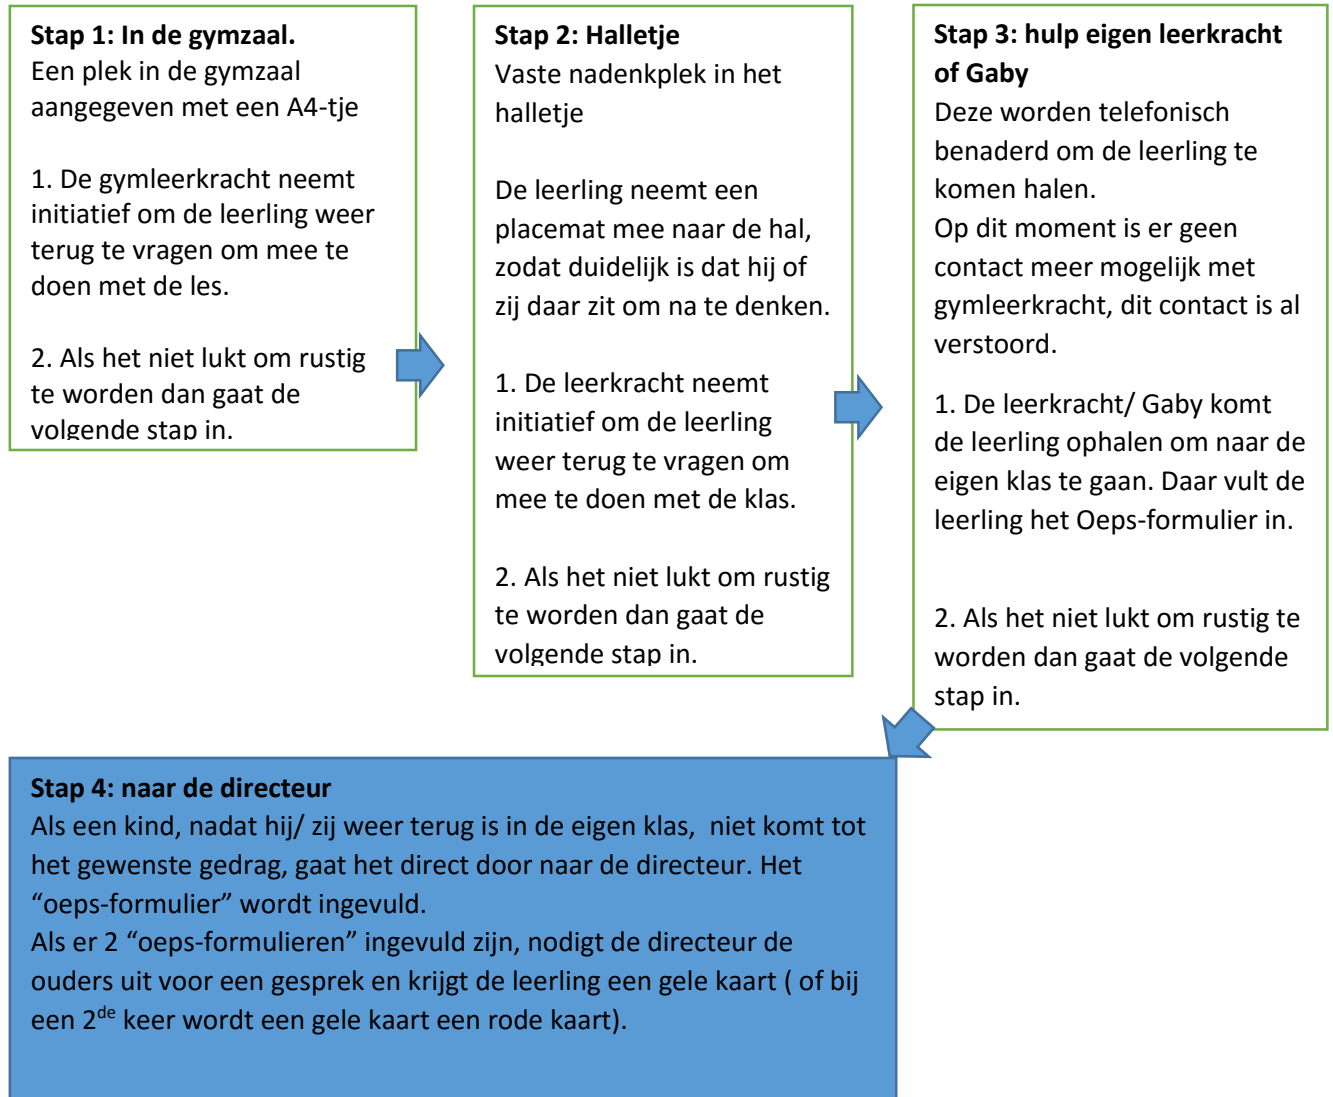 Stap 1: In de gymzaal.
Een plek in de gymzaal
aangegeven met een A4-tje
1. De gymleerkracht neemt
initiatief om de leerling weer
terug te vragen om mee te
doen met de les.
2. Als het niet lukt om rustig
te worden dan gaat de
volgende stap in.
Stap 2: Halletje
Vaste nadenkplek in het
halletje
De leerling neemt een
placemat mee naar de hal,
zodat duidelijk is dat hij of
zij daar zit om na te denken.
1. De leerkracht neemt
initiatief om de leerling
weer terug te vragen om
mee te doen met de klas.
2. Als het niet lukt om rustig
te worden dan gaat de
volgende stap in.
Stap 3: hulp eigen leerkracht
of Gaby
Deze worden telefonisch
benaderd om de leerling te
komen halen.
Op dit moment is er geen
contact meer mogelijk met
gymleerkracht, dit contact is al
verstoord.
1. De leerkracht/ Gaby komt
de leerling ophalen om naar de
eigen klas te gaan. Daar vult de
leerling het Oeps-formulier in.
2. Als het niet lukt om rustig te
worden dan gaat de volgende
stap in.
Stap 4: naar de directeur
Als een kind, nadat hij/ zij weer terug is in de eigen klas,  niet komt tot
het gewenste gedrag, gaat het direct door naar de directeur. Het
“oeps-formulier” wordt ingevuld.
Als er 2 “oeps-formulieren” ingevuld zijn, nodigt de directeur de
ouders uit voor een gesprek en krijgt de leerling een gele kaart ( of bij
een 2de keer wordt een gele kaart een rode kaart).